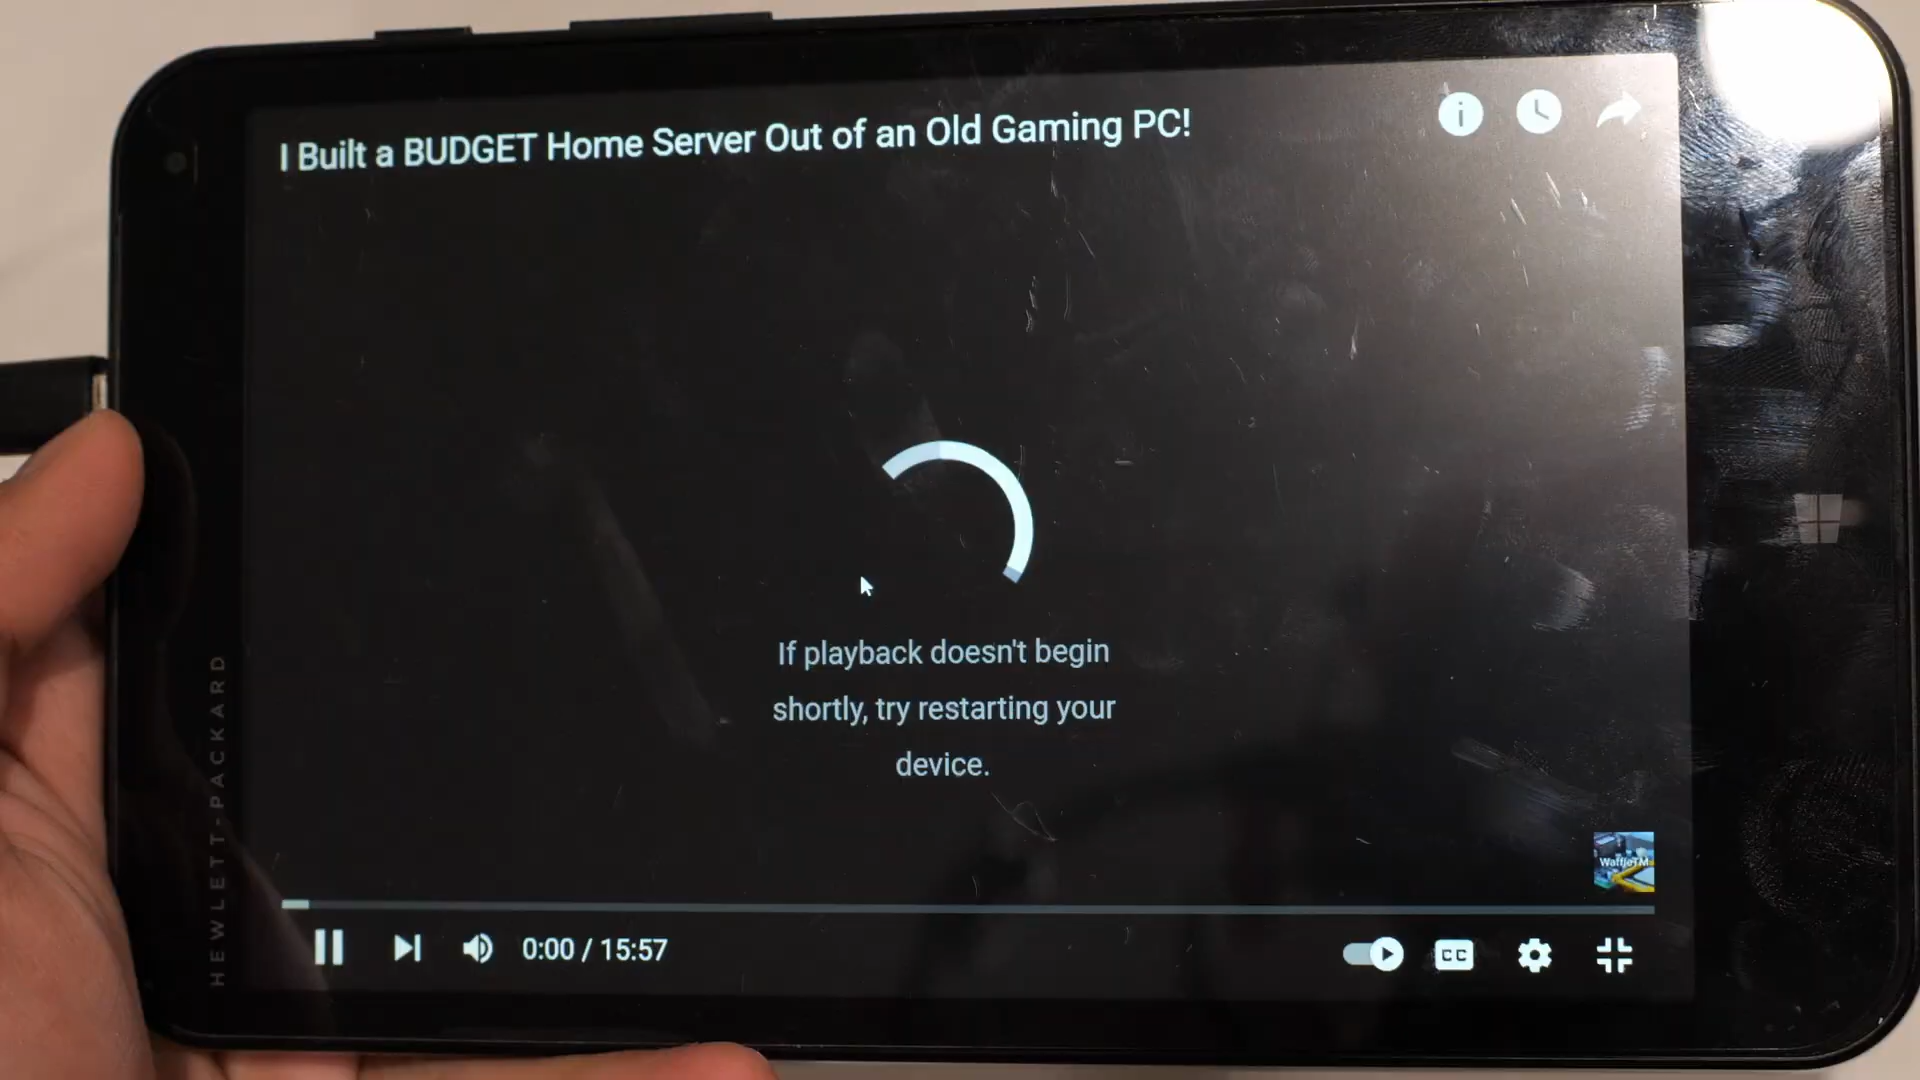 I Built a BUDGET Home Server Out of an Old Gaming PC!
If playback doesn't begin
shortly, try restarting your
device.
WaffleTM
0:00 / 15:57
CC
HEWLETT-PACKARD